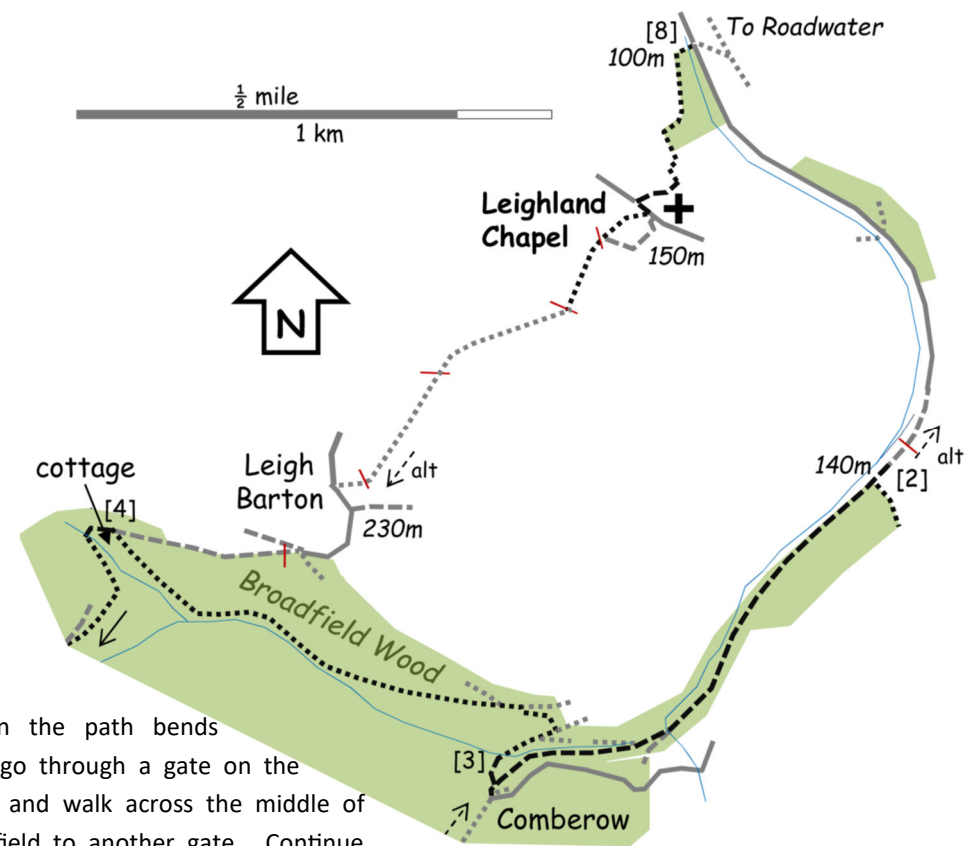 [8]
To Roadwater
100m
½ mile
1 km
Leighland
Chapel
150m
N
cottage
[4]
Leigh
Barton
alt
230m
140m
[2]
alt
Broadfield Wood
[3]
Comberow
the path bends
go through a gate on the
and walk across the middle of
field to another gate. Continue